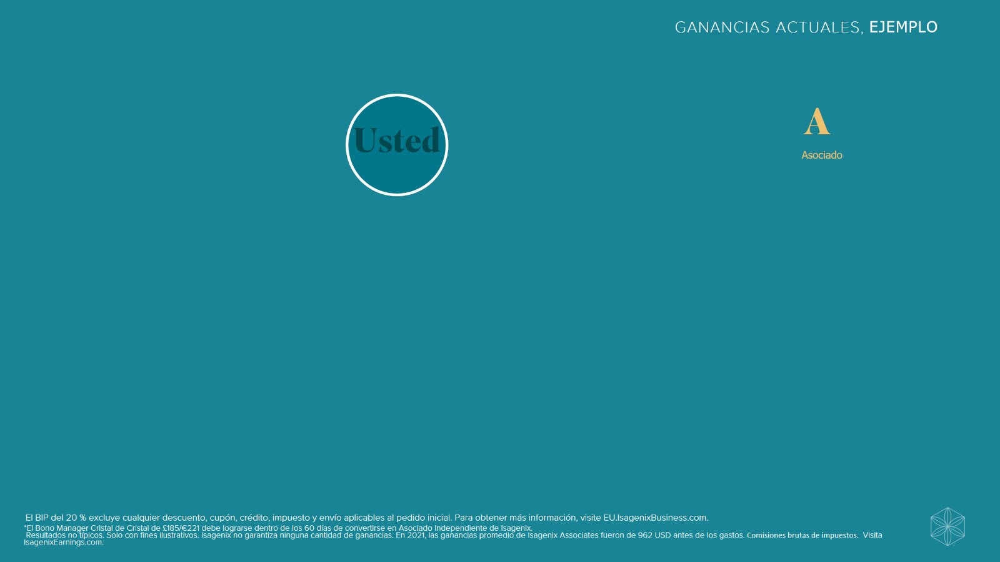 GANANCIAS ACTUALES, EJEMPLO
Usted
A
Asociado
El BIP del 20 % excluye cualquier descuento, cupón, crédito, impuesto y envío aplicables al pedido inicial. Para obtener más información, visite EU.IsagenixBusiness.com.
*El Bono Manager Cristal de Cristal de £185/€221 debe lograrse dentro de los 60 días de convertirse en Asociado Independiente de Isagenix.
Resultados no típicos. Solo con fines ilustrativos. Isagenix no garantiza ninguna cantidad de ganancias. En 2021, las ganancias promedio de Isagenix Associates fueron de 962 USD antes de los gastos. Comisiones brutas de impuestos. Visita
IsagenixEarnings.com.